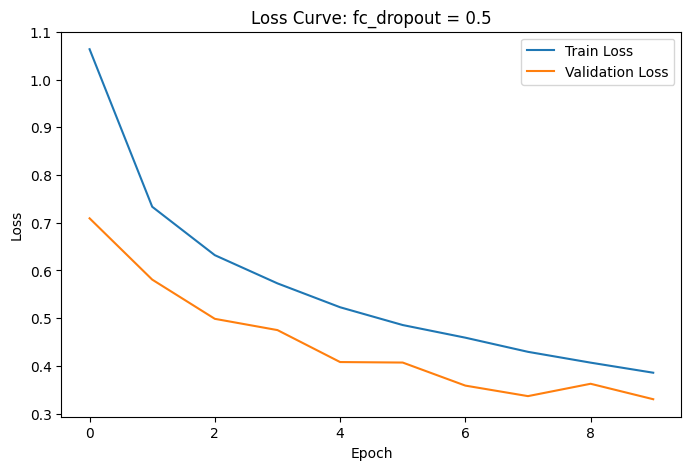 Loss Curve: fc_dropout = 0.5
Train Loss
Validation Loss
Loss
1.1
1.0
0.9
0.8
0.7
0.6
0.5
0.4
0.3
0 2 4 6 8
Epoch